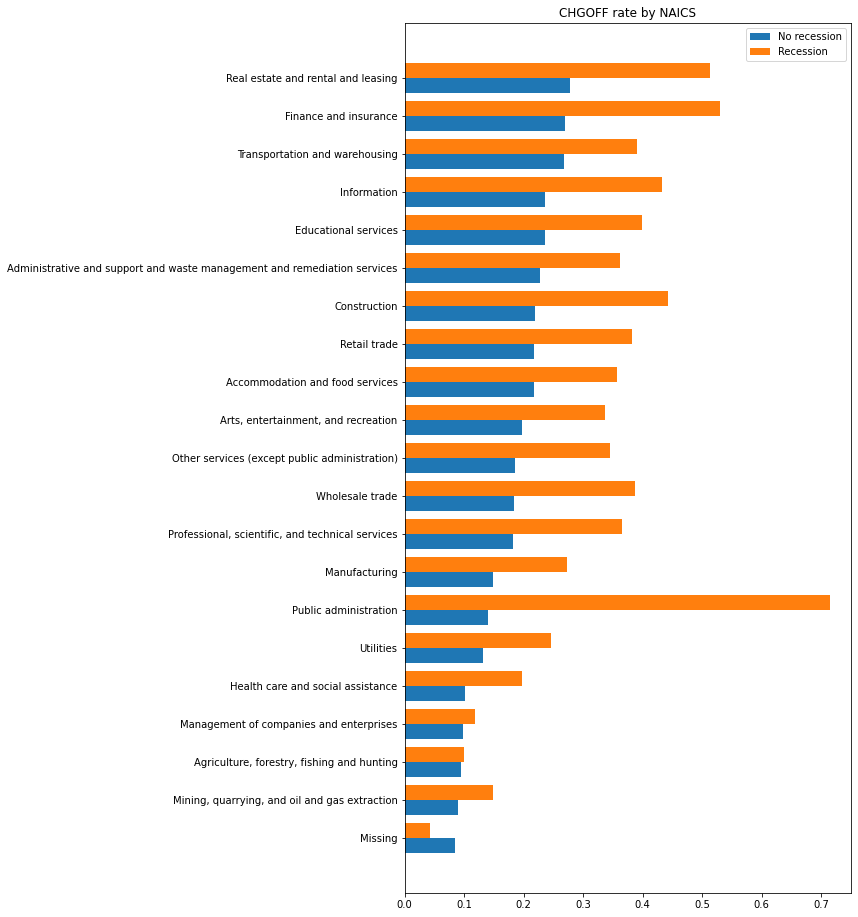 CHGOFF rate by NAICS
No recession
Recession
Real estate and rental and leasing
Finance and insurance
Transportation and warehousing
Information
Educational services
Administrative and support and waste management and remediation services
Construction
Retail trade
Accommodation and food services
Arts, entertainment, and recreation
Other services (except public administration)
Wholesale trade
Professional, scientific, and technical services
Manufacturing
Public administration
Utilities
Health care and social assistance
Management of companies and enterprises
Agriculture, forestry, fishing and hunting
Mining, quarrying, and oil and gas extraction
Missing
0.0 0.1 0.2 0.3 0.4 0.5 0.6 0.7